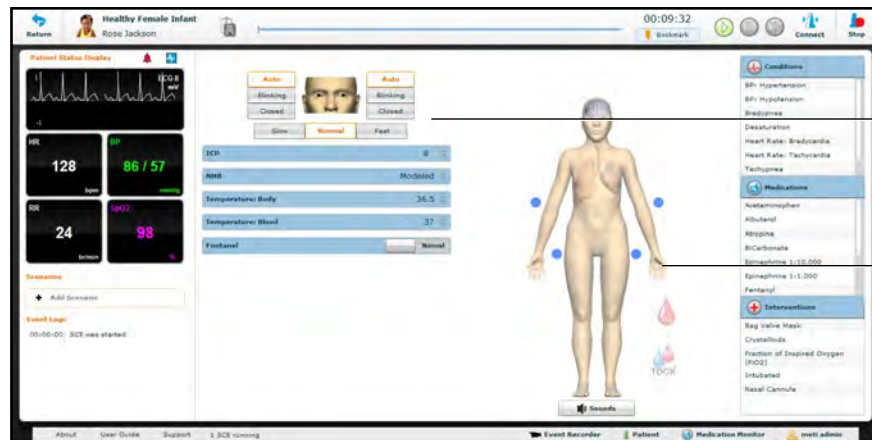 Return
Healthy Female Infant
Rose Jackson
00:09:32
Bookmark
Connect
Stop
Patient Status Display
1
ECG II
mV
-1
HR
128
bpm
BP
86 / 57
mmHg
RR
24
br/min
SpO2
98
%
Scenarios
+ Add Scenario
Event Logs
00:00:00 SCE was started
Auto
Blinking
Closed
Auto
Blinking
Closed
Slow
Normal
Fast
ICP
8
NMB
Modeled
Temperature: Body
36.5
Temperature: Blood
37
Fontanel
Normal
10CK
Sounds
Conditions
BP: Hypertension
BP: Hypotension
Bradypnea
Desaturation
Heart Rate: Bradycardia
Heart Rate: Tachycardia
Tachypnea
Medications
Acetaminophen
Albuterol
Atropine
BiCarbonate
Epinephrine 1:10,000
Epinephrine 1:1,000
Fentanyl
Interventions
Bag Valve Mask
Crystalloids
Fraction of Inspired Oxygen
(FiO2)
Intubated
Nasal Cannula
About
User Guide
Support
1 SCE running
Event Recorder
Patient
Medication Monitor
meti admin